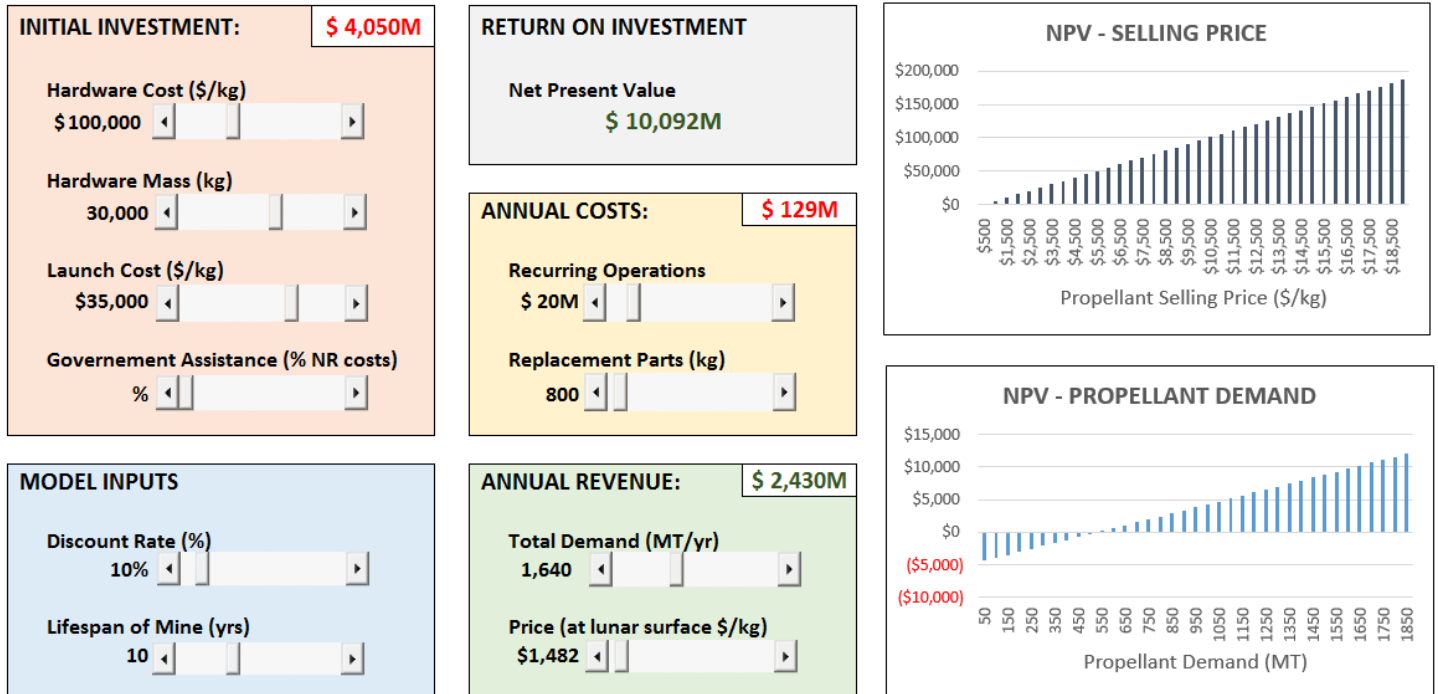 INITIAL INVESTMENT:
$ 4,050M
Hardware Cost ($/kg)
$100,000
Hardware Mass (kg)
30,000
Launch Cost ($/kg)
$35,000
Governement Assistance (% NR costs)
%
MODEL INPUTS
Discount Rate (%)
10%
Lifespan of Mine (yrs)
10
RETURN ON INVESTMENT
Net Present Value
$ 10,092M
ANNUAL COSTS:
$ 129M
Recurring Operations
$ 20M
Replacement Parts (kg)
800
ANNUAL REVENUE:
$ 2,430M
Total Demand (MT/yr)
1,640
Price (at lunar surface $/kg)
$1,482
NPV - SELLING PRICE
$200,000
$150,000
$100,000
$50,000
$0
$500
$1,500
$2,500
$3,500
$4,500
$5,500
$6,500
$7,500
$8,500
$9,500
$10,500
$11,500
$12,500
$13,500
$14,500
$15,500
$16,500
$17,500
$18,500
Propellant Selling Price ($/kg)
NPV - PROPELLANT DEMAND
$15,000
$10,000
$5,000
$0
($5,000)
($10,000)
50
150
250
350
450
550
650
750
850
950
1050
1150
1250
1350
1450
1550
1650
1750
1850
Propellant Demand (MT)